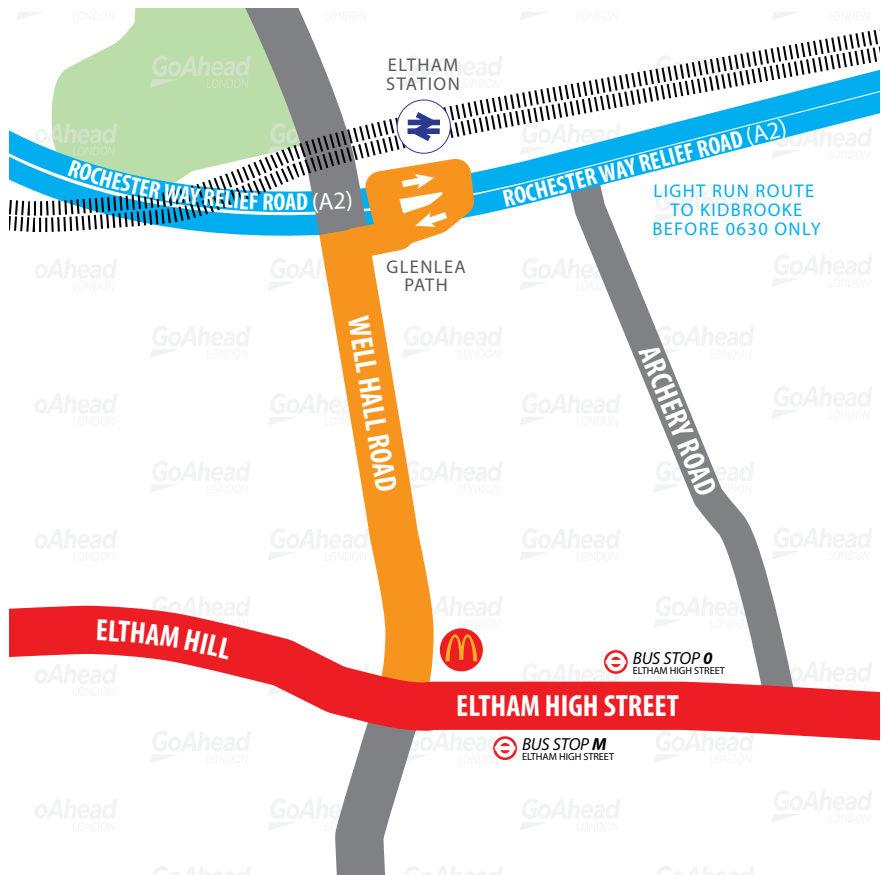 ELTHAM
STATION
ROCHESTER WAY RELIEF ROAD (A2)
ROCHESTER WAY RELIEF ROAD (A2)
LIGHT RUN ROUTE
TO KIDBROOKE
BEFORE 0630 ONLY
GLENLEA
PATH
WELL HALL ROAD
ARCHERY ROAD
ELTHAM HILL
BUS STOP O
ELTHAM HIGH STREET
ELTHAM HIGH STREET
BUS STOP M
ELTHAM HIGH STREET
GoAhead
LONDON